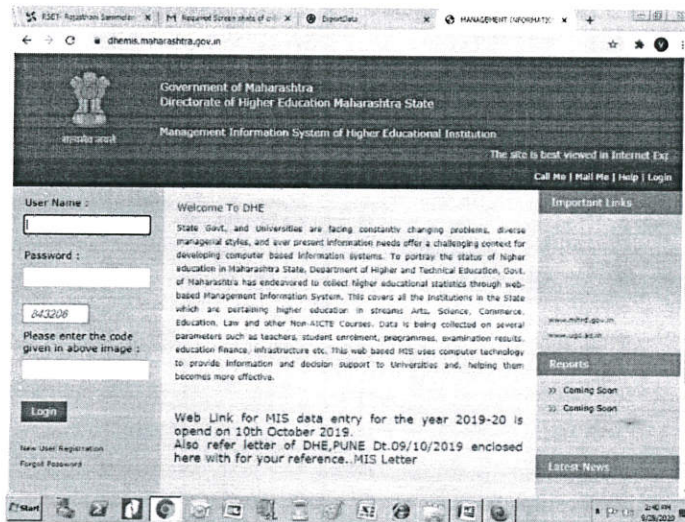 RSET- Rajasthani Sammelan
Required Screen shots of
ExportData
MANAGEMENT INFORMATIO
dhemis.maharashtra.gov.in
Government of Maharashtra
Directorate of Higher Education Maharashtra State
सत्यमेव जयते
Management Information System of Higher Educational Institution
The site is best viewed in Internet Exp
Call Me | Mail Me | Help | Login
User Name :
Password :
843206
Please enter the code
given in above image :
Login
New User Registration
Forgot Password
Welcome To DHE
State Govt. and Universities are facing constantly changing problems, diverse
managerial styles, and ever present information needs offer a challenging context for
developing computer based information systems. To portray the status of higher
education in Maharashtra State, Department of Higher and Technical Education, Govt.
of Maharashtra has endeavored to collect higher educational statistics through web-
based Management Information System. This covers all the Institutions in the State
which are pertaining higher education in streams Arts, Science, Commerce,
Education, Law and other Non-AICTE Courses. Data is being collected on several
parameters such as teachers, student enrolment, programmes, examination results,
education finance, infrastructure etc. This web based MIS uses computer technology
to provide information and decision support to Universities and, helping them
becomes more effective.
Web Link for MIS data entry for the year 2019-20 is
opend on 10th October 2019.
Also refer letter of DHE,PUNE Dt.09/10/2019 enclosed
here with for your reference..MIS Letter
Important Links
www.mhrd.gov.in
www.ugc.ac.in
Reports
>> Coming Soon
>> Coming Soon
Latest News
Start
2:40 PM
9/28/2020